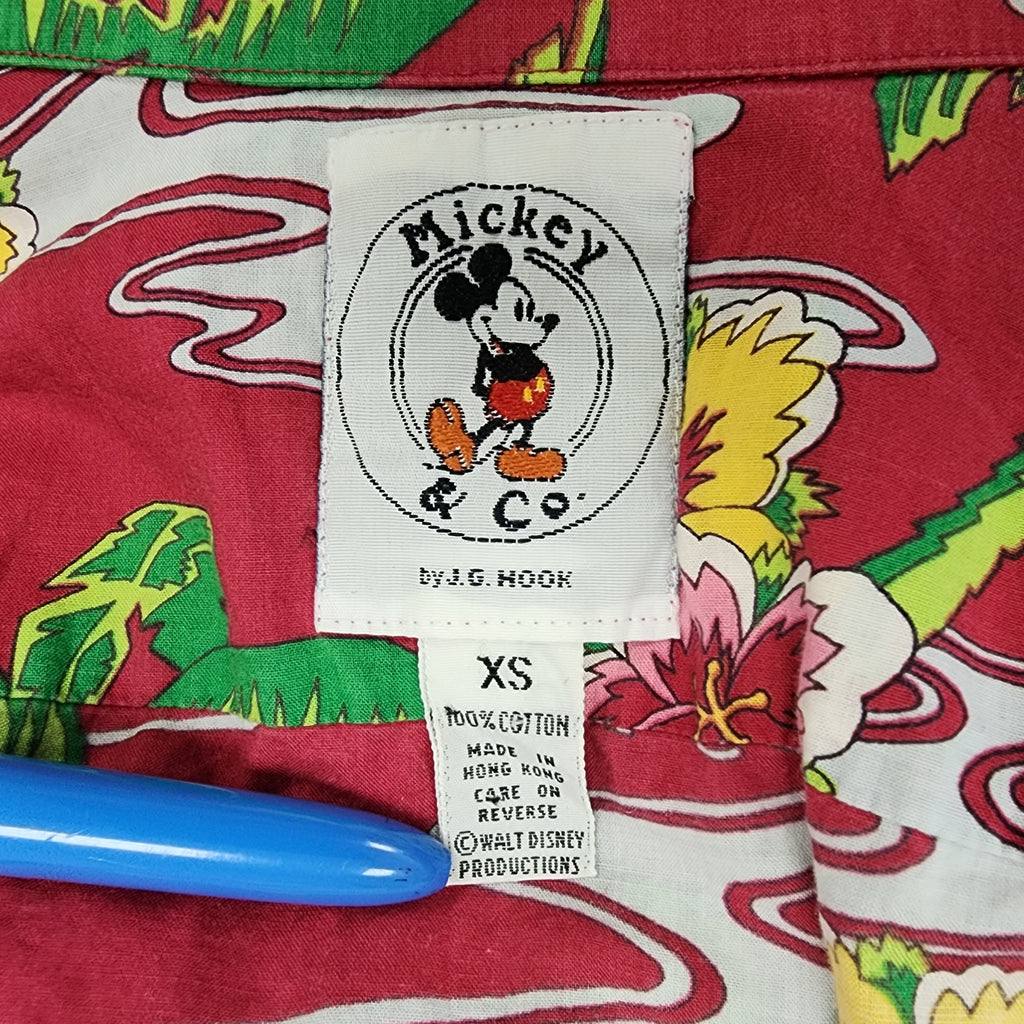 Mickey
& Co.
by J.G. HOOK
XS
100% COTTON
MADE IN
HONG KONG
CARE ON
REVERSE
©WALT DISNEY
PRODUCTIONS